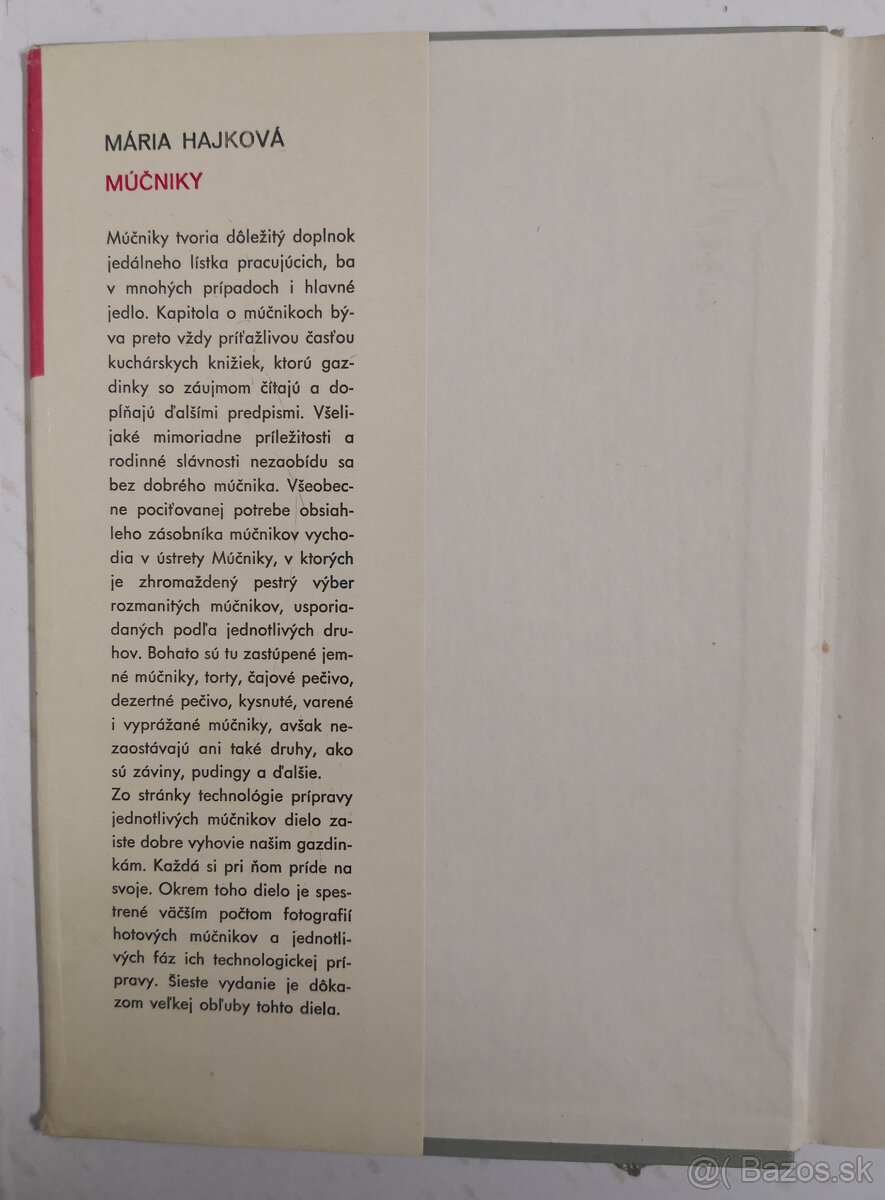 MÁRIA HAJKOVÁ
MÚČNIKY
Múčniky tvoria dôležitý doplnok
jedálneho lístka pracujúcich, ba
v mnohých prípadoch i hlavné
jedlo. Kapitola o múčnikoch bý-
va preto vždy príťažlivou časťou
kuchárskych knižiek, ktorú gaz-
dinky so záujmom čítajú a do-
pĺňajú ďalšími predpismi. Všeli-
jaké mimoriadne príležitosti a
rodinné slávnosti nezaobídu sa
bez dobrého múčnika. Všeobec-
ne pociťovanej potrebe obsiah-
leho zásobníka múčnikov vycho-
dia v ústrety Múčniky, v ktorých
je zhromaždený pestrý výber
rozmanitých múčnikov, usporia-
daných podľa jednotlivých dru-
hov. Bohato sú tu zastúpené jem-
né múčniky, torty, čajové pečivo,
dezertné pečivo, kysnuté, varené
i vyprážané múčniky, avšak ne-
zaostávajú ani také druhy, ako
sú záviny, pudingy a ďalšie.
Zo stránky technológie prípravy
jednotlivých múčnikov dielo za-
iste dobre vyhovie našim gazdin-
kám. Každá si pri ňom príde na
svoje. Okrem toho dielo je spes-
trené väčším počtom fotografií
hotových múčnikov a jednotli-
vých fáz ich technologickej prí-
pravy. Šieste vydanie je dôka-
zom veľkej obľuby tohto diela.
@( Bazos.sk